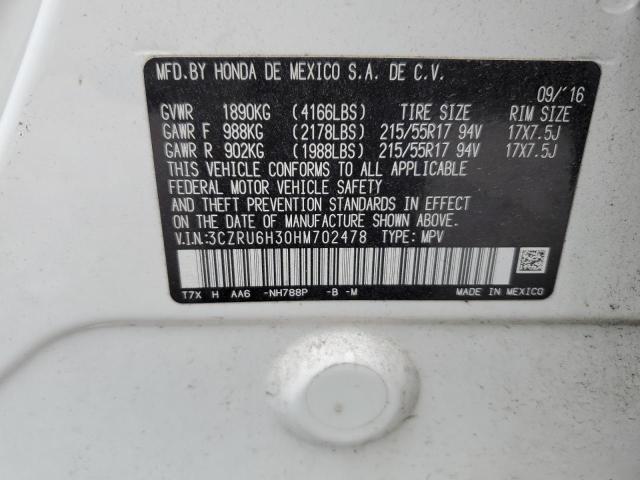 MFD.BY HONDA DE MEXICO S.A. DE C.V.
09/'16
GVWR 1890KG (4166LBS) TIRE SIZE RIM SIZE
GAWR F 988KG (2178LBS) 215/55R17 94V 17X7.5J
GAWR R 902KG (1988LBS) 215/55R17 94V 17X7.5J
THIS VEHICLE CONFORMS TO ALL APPLICABLE
FEDERAL MOTOR VEHICLE SAFETY
AND THEFT PREVENTION STANDARDS IN EFFECT
ON THE DATE OF MANUFACTURE SHOWN ABOVE.
V.I.N.:3CZRU6H30HM702478 TYPE: MPV
T7X H AA6 -NH788P -B -M MADE IN MEXICO